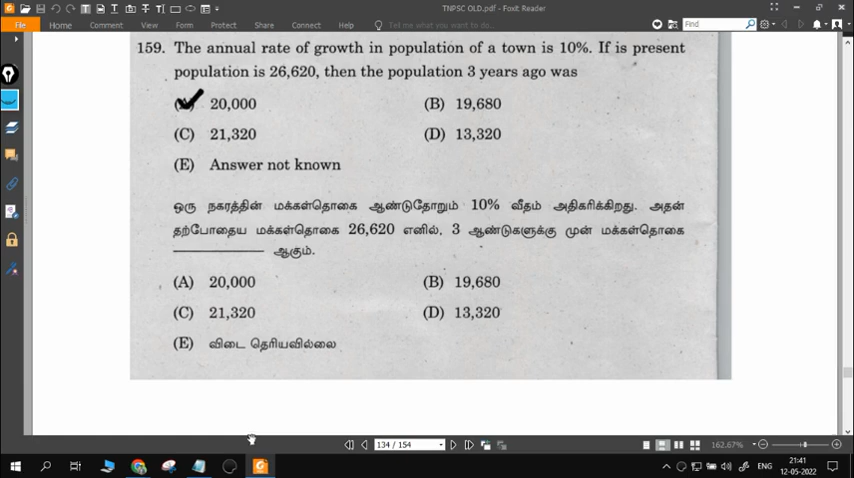 TNPSC OLD.pdf - Foxit Reader
File Home Comment View Form Protect Share Connect Help Tell me what you want to do... Find
159. The annual rate of growth in population of a town is 10%. If is present
population is 26,620, then the population 3 years ago was
20,000 (B) 19,680
(C) 21,320 (D) 13,320
(E) Answer not known
ஒரு நகரத்தின் மக்கள்தொகை ஆண்டுதோறும் 10% வீதம் அதிகரிக்கிறது. அதன்
தற்போதைய மக்கள்தொகை 26,620 எனில், 3 ஆண்டுகளுக்கு முன் மக்கள்தொகை
____________ ஆகும்.
(A) 20,000 (B) 19,680
(C) 21,320 (D) 13,320
(E) விடை தெரியவில்லை
134 / 154 162.67%
ENG 21:41
12-05-2022